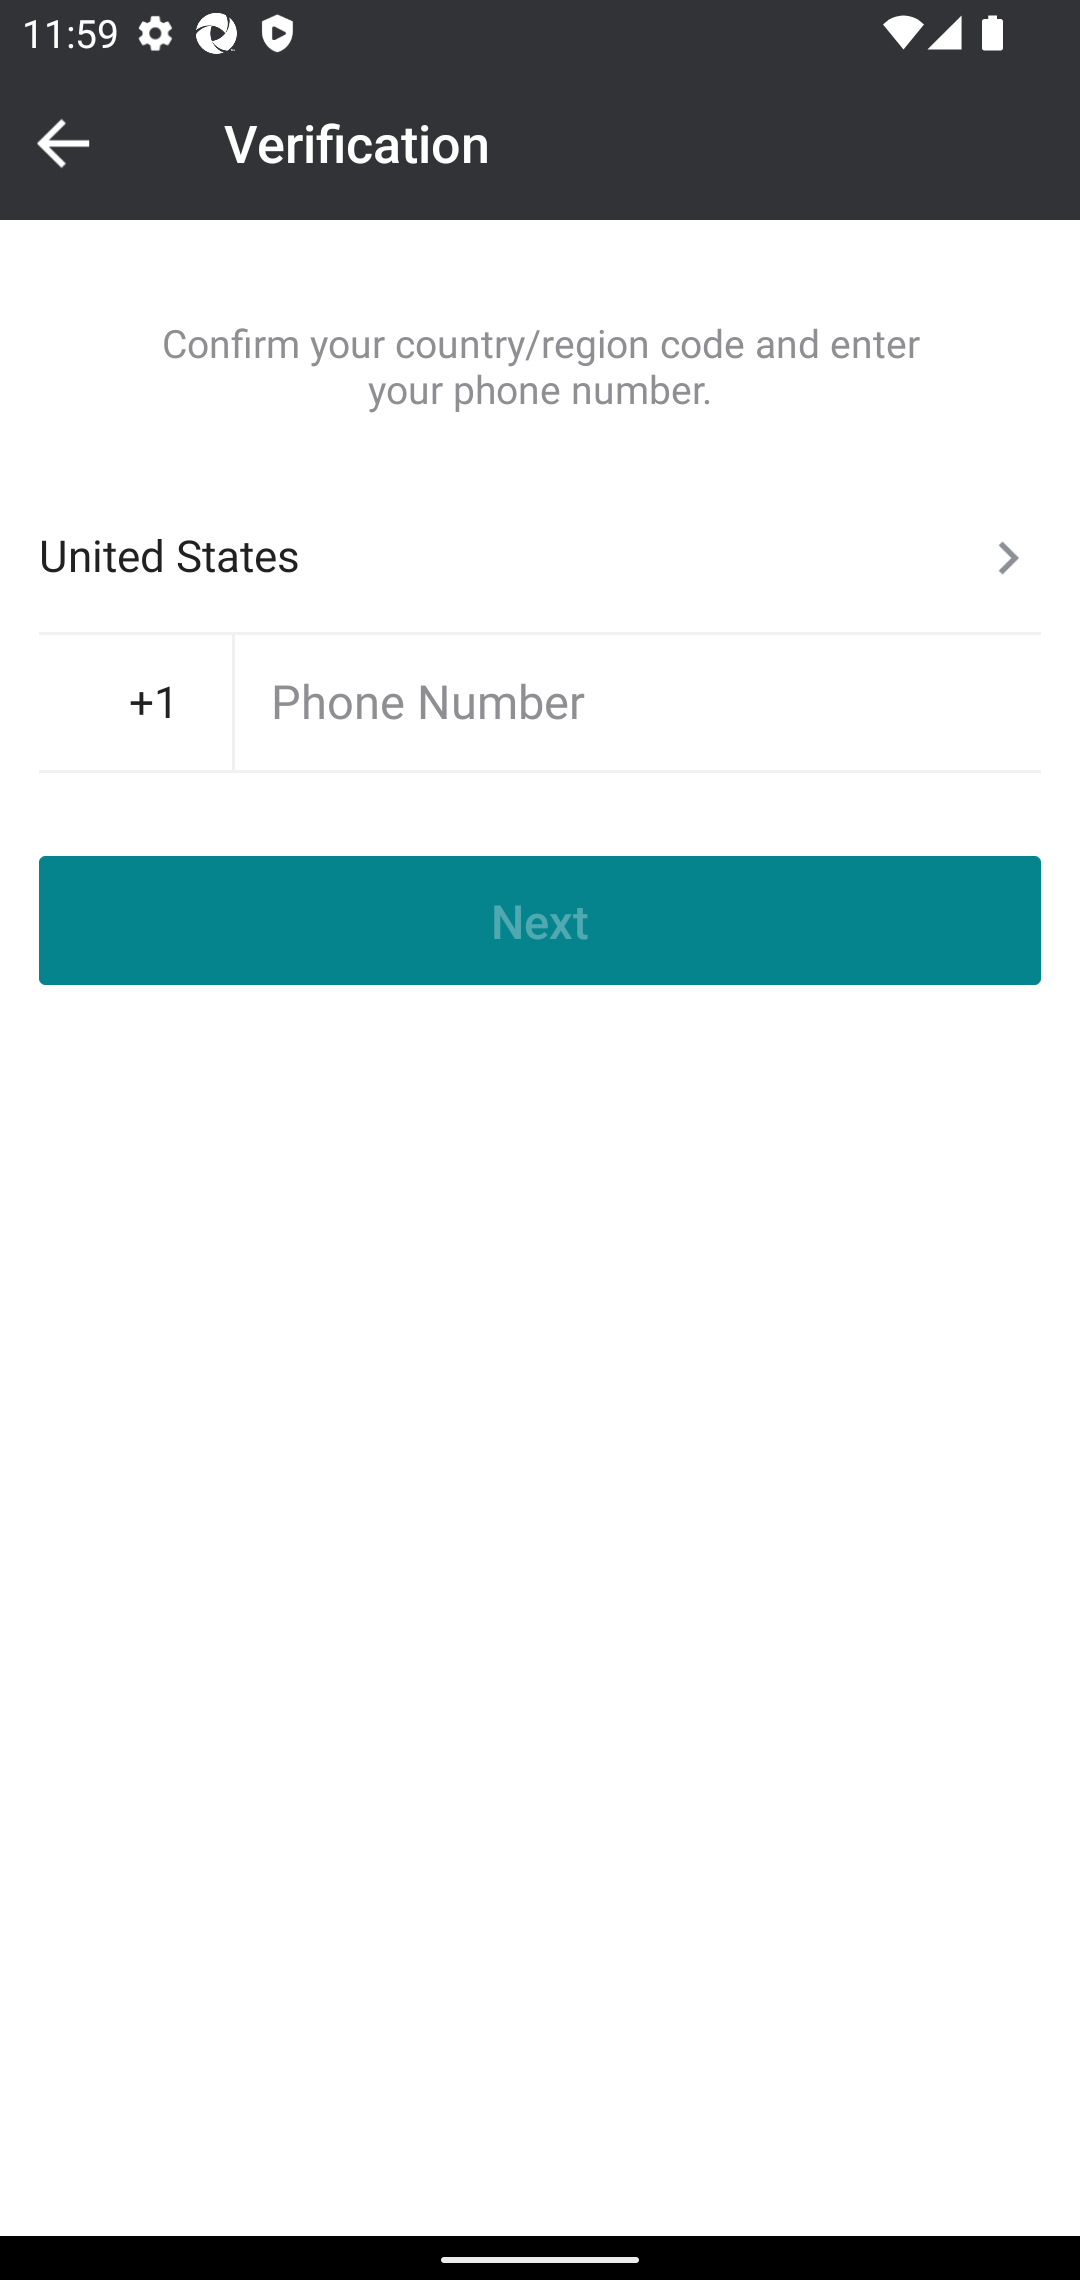 11:59
Verification
Confirm your country/region code and enter
your phone number.
United States
+1
Phone Number
Next